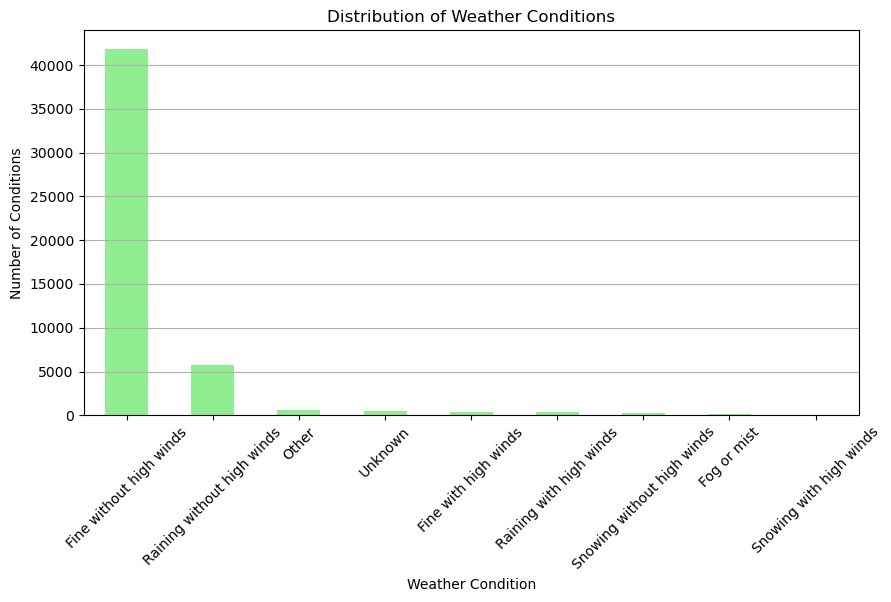 Distribution of Weather Conditions
Number of Conditions
40000
35000
30000
25000
20000
15000
10000
5000
0
Fine without high winds
Raining without high winds
Other
Unknown
Fine with high winds
Raining with high winds
Snowing without high winds
Fog or mist
Snowing with high winds
Weather Condition